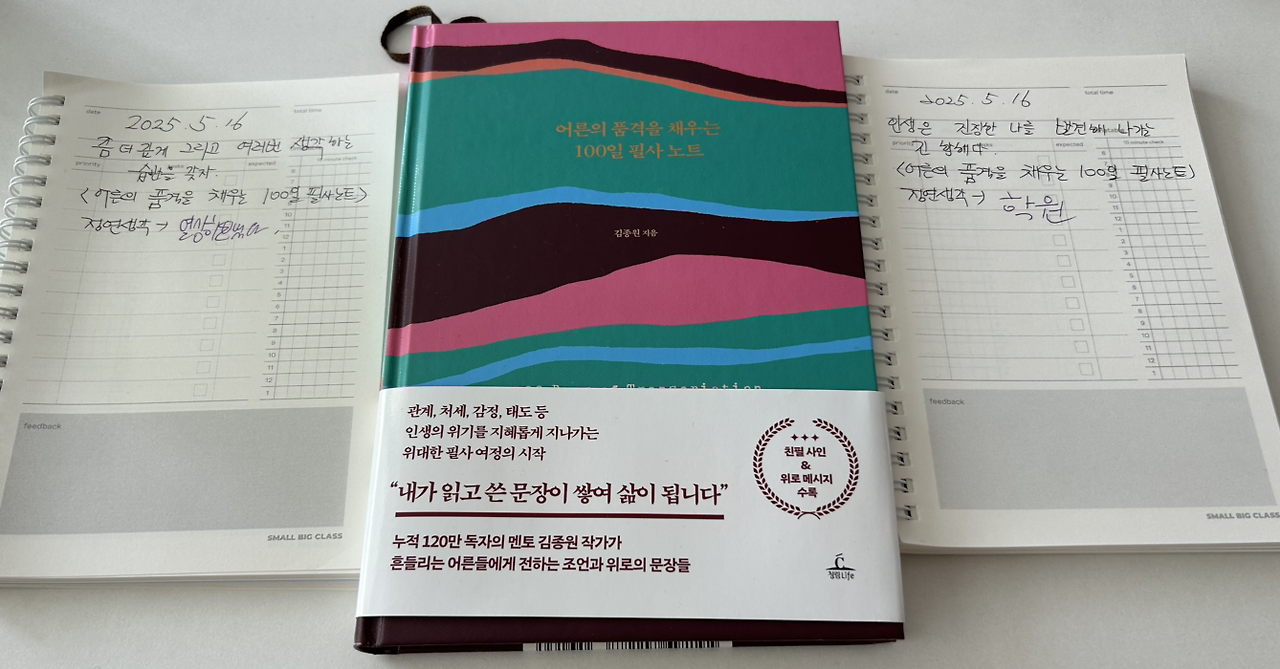 date
total time
2025. 5. 16
좀 더 길게 그리고 여러번 생각하는
priority
expected
10 minute check
습관을 갖자.
<어른의 품격을 채우는 100일 필사노트>
정연생각 →
feedback
SMALL BIG CLASS
어른의 품격을 채우는
100일 필사 노트
김종원 지음
관계, 처세, 감정, 태도 등
인생의 위기를 지혜롭게 지나가는
위대한 필사 여정의 시작
“내가 읽고 쓴 문장이 쌓여 삶이 됩니다”
누적 120만 독자의 멘토 김종원 작가가
흔들리는 어른들에게 전하는 조언과 위로의 문장들
친필 사인
&
위로 메시지
수록
청림Life
date
total time
2025. 5. 16
인생은 진정한 나를 발견해 나가는
priority
expected
10 minute check
긴 항해다.
<어른의 품격을 채우는 100일 필사노트>
정연생각 → 학원
feedback
SMALL BIG CLASS